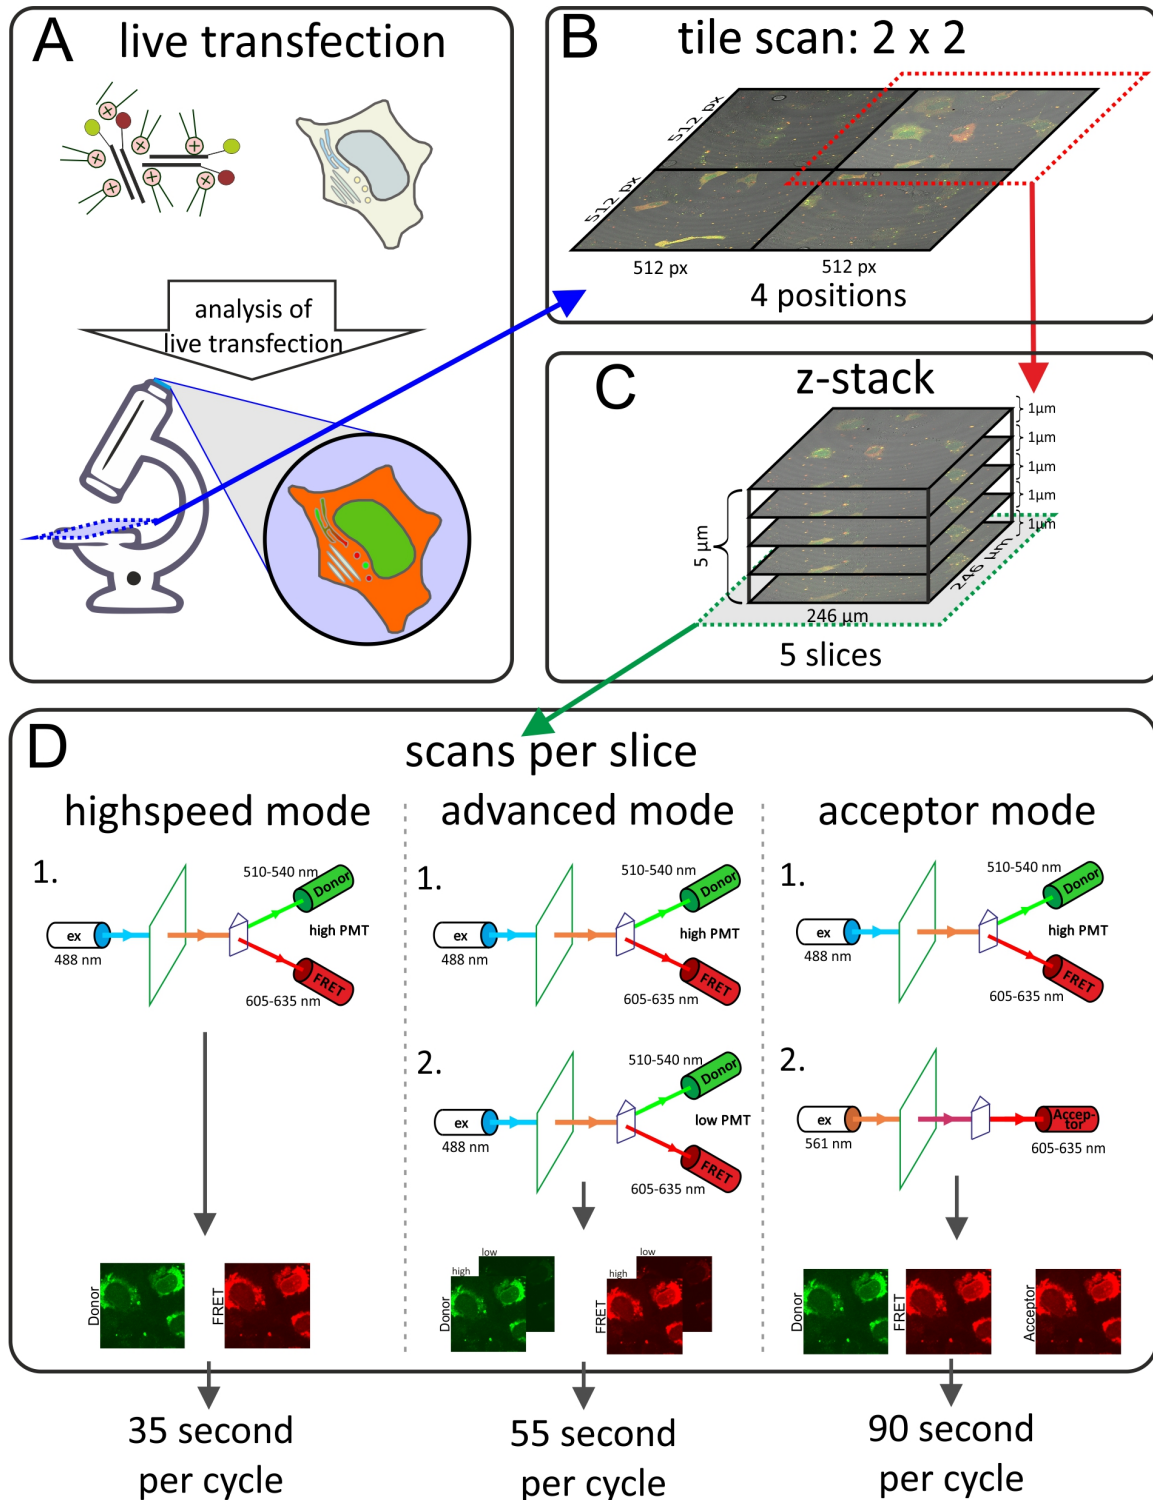 A
live transfection
analysis of
live transfection
B
tile scan: 2 x 2
512 px
512 px
512 px
512 px
4 positions
C
z-stack
1µm
1µm
1µm
1µm
1µm
5 µm
246 µm
246 µm
5 slices
D
scans per slice
highspeed mode
1.
ex
488 nm
510-540 nm
Donor
high PMT
FRET
605-635 nm
Donor
FRET
35 second
per cycle
advanced mode
1.
ex
488 nm
510-540 nm
Donor
high PMT
FRET
605-635 nm
2.
ex
488 nm
510-540 nm
Donor
low PMT
FRET
605-635 nm
low
high
Donor
low
high
FRET
55 second
per cycle
acceptor mode
1.
ex
488 nm
510-540 nm
Donor
high PMT
FRET
605-635 nm
2.
ex
561 nm
Accep-
tor
605-635 nm
Donor
FRET
Acceptor
90 second
per cycle